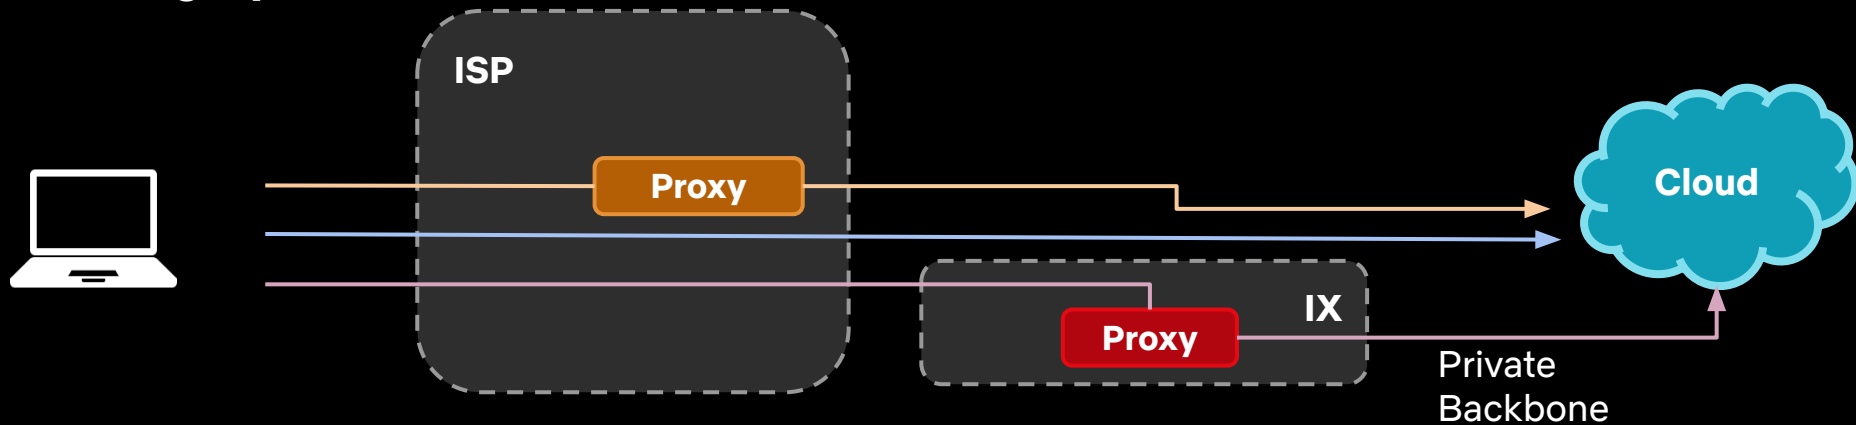 ISP
Proxy
Cloud
IX
Proxy
Private
Backbone